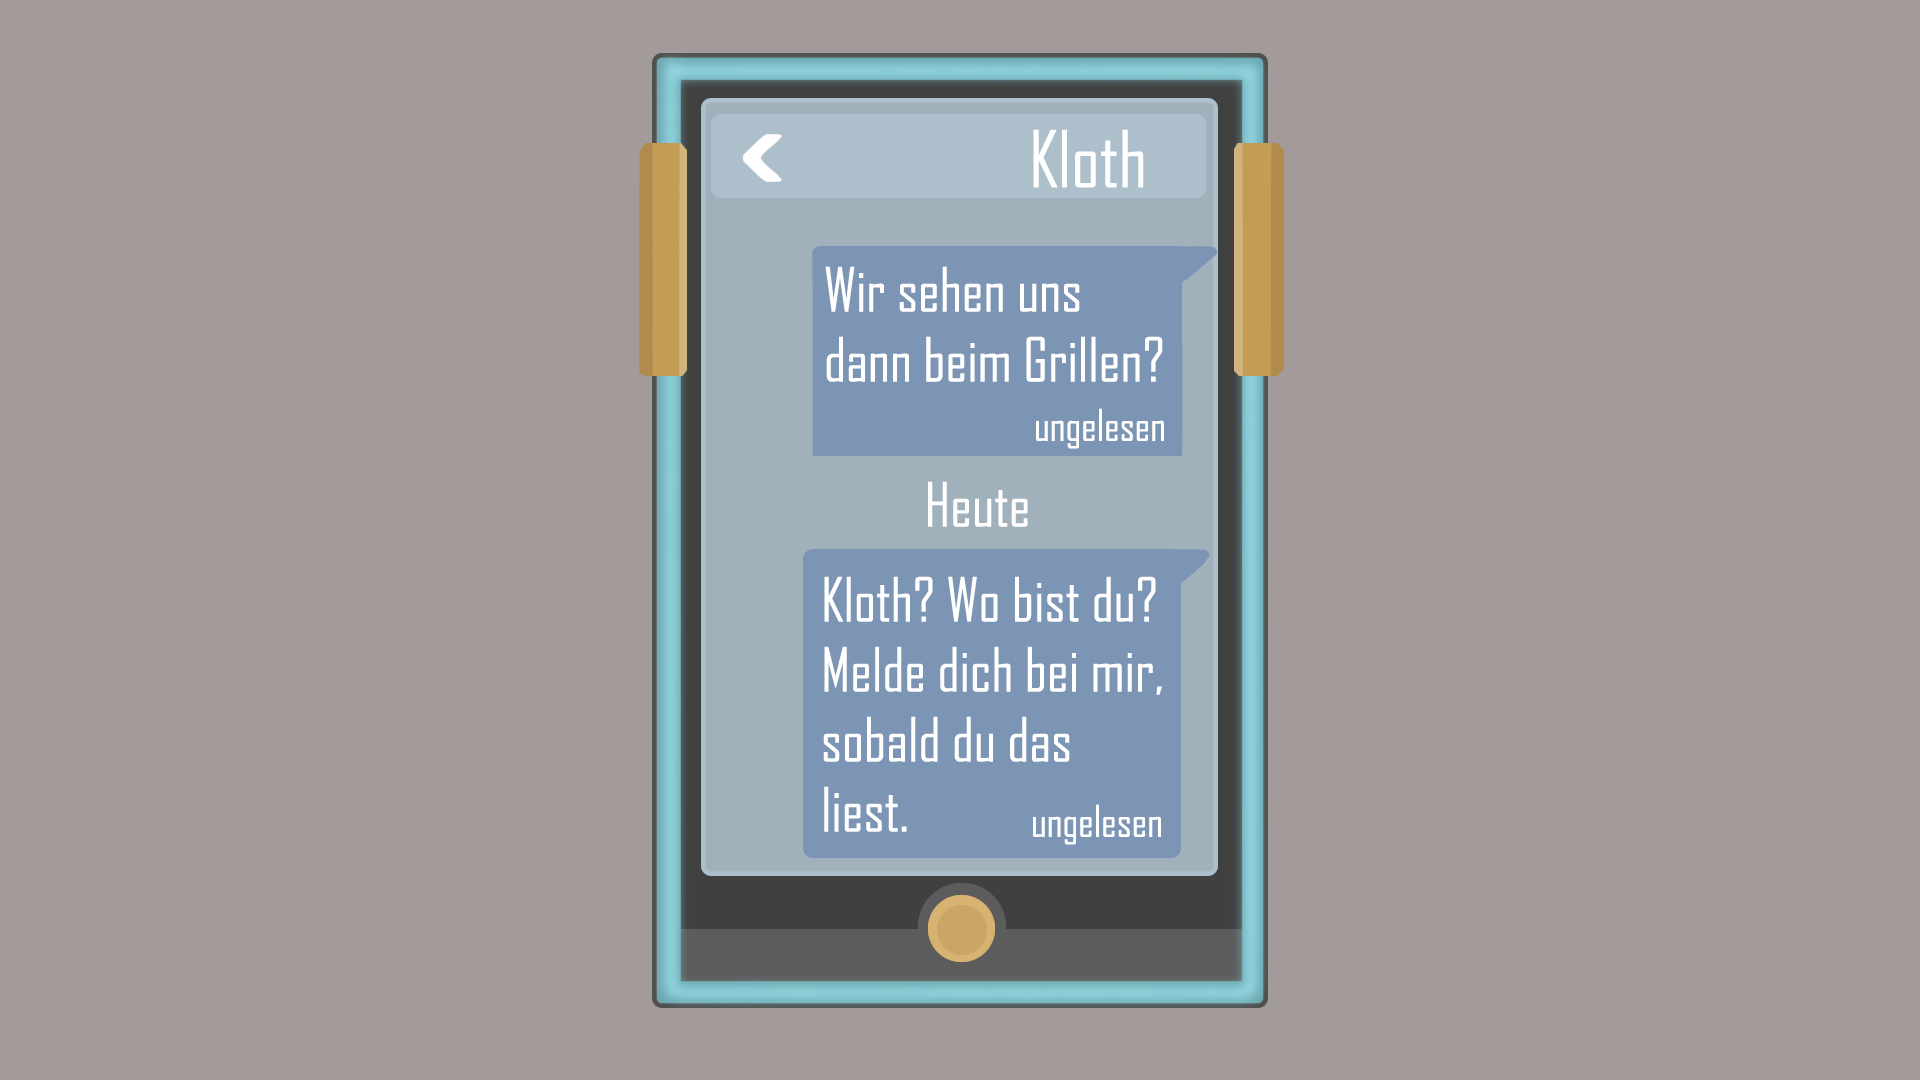 Kloth
Wir sehen uns
dann beim Grillen?
ungelesen
Heute
Kloth? Wo bist du?
Melde dich bei mir,
sobald du das
liest.
ungelesen